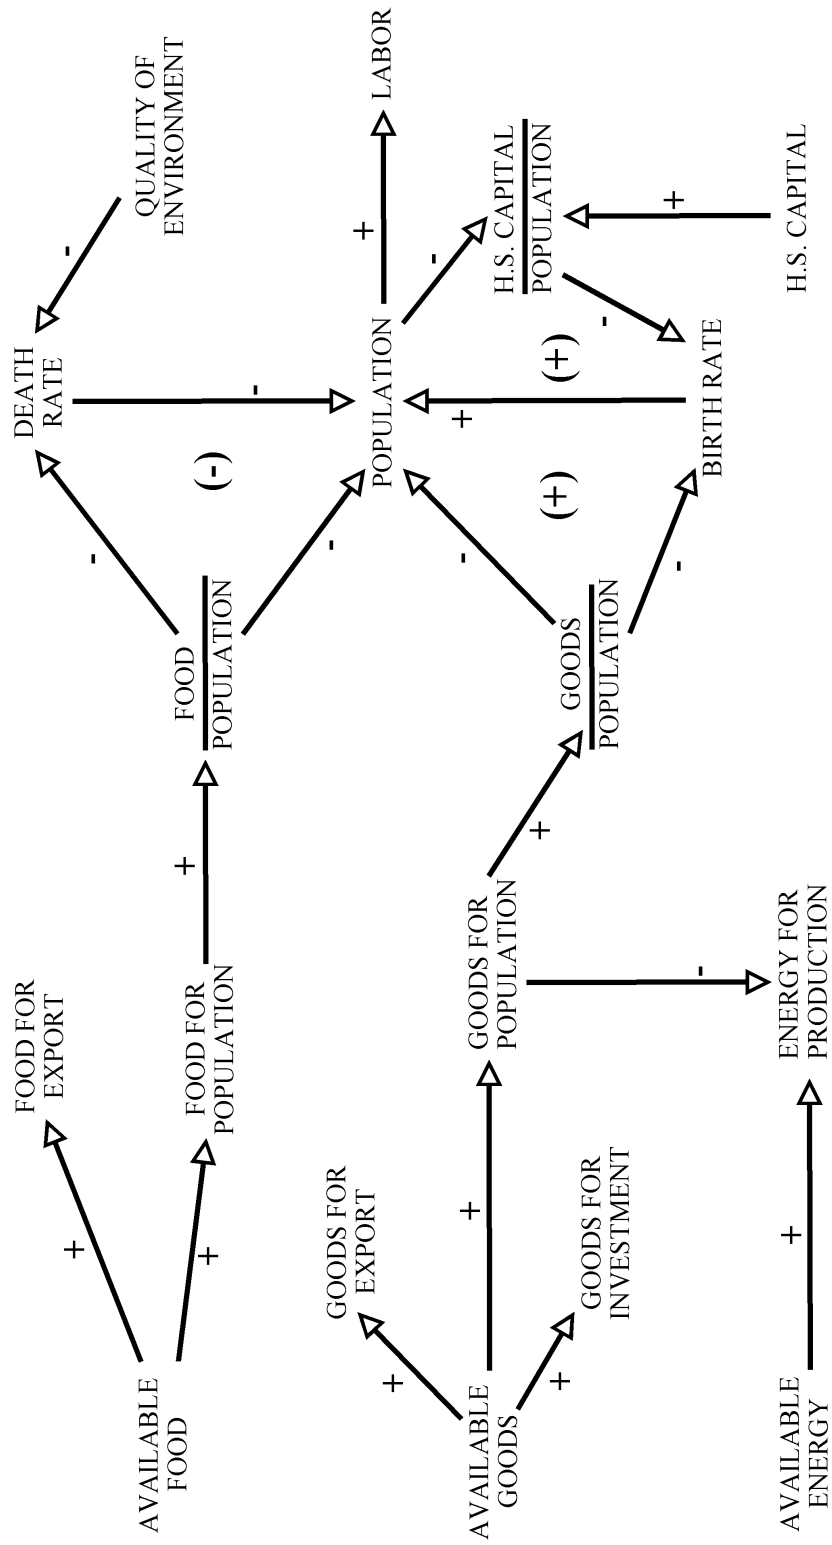 DEATH
RATE
QUALITY OF
ENVIRONMENT
-
-
-
(-)
FOOD FOR
EXPORT
+
AVAILABLE
FOOD
+
FOOD FOR
POPULATION
+
FOOD
POPULATION
-
POPULATION
+
LABOR
-
H.S. CAPITAL
POPULATION
-
(+)
+
(+)
-
GOODS FOR
EXPORT
+
AVAILABLE
GOODS
+
GOODS FOR
POPULATION
+
GOODS
POPULATION
-
BIRTH RATE
+
H.S. CAPITAL
+
GOODS FOR
INVESTMENT
-
AVAILABLE
ENERGY
+
ENERGY FOR
PRODUCTION